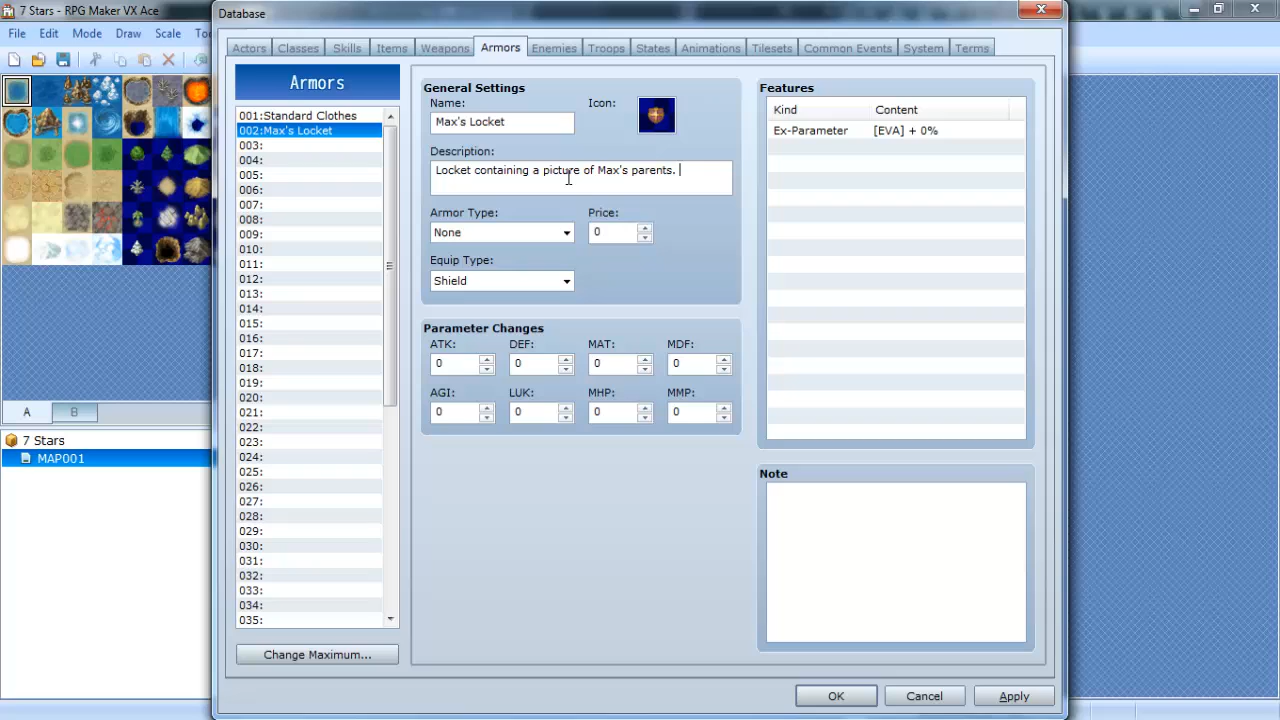 7 Stars - RPG Maker VX Ace
File Edit Mode Draw Scale
Database
Actors Classes Skills Items Weapons Armors Enemies Troops States Animations Tilesets Common Events System Terms
Armors
001:Standard Clothes
002:Max's Locket
003:
004:
005:
006:
007:
008:
009:
010:
011:
012:
013:
014:
015:
016:
017:
018:
019:
020:
021:
022:
023:
024:
025:
026:
027:
028:
029:
030:
031:
032:
033:
034:
035:
Change Maximum...
General Settings
Name: Icon:
Max's Locket
Description:
Locket containing a picture of Max's parents.
Armor Type: Price:
None 0
Equip Type:
Shield
Parameter Changes
ATK: DEF: MAT: MDF:
0 0 0 0
AGI: LUK: MHP: MMP:
0 0 0 0
Features
Kind Content
Ex-Parameter [EVA] + 0%
Note
A B
7 Stars
MAP001
OK Cancel Apply